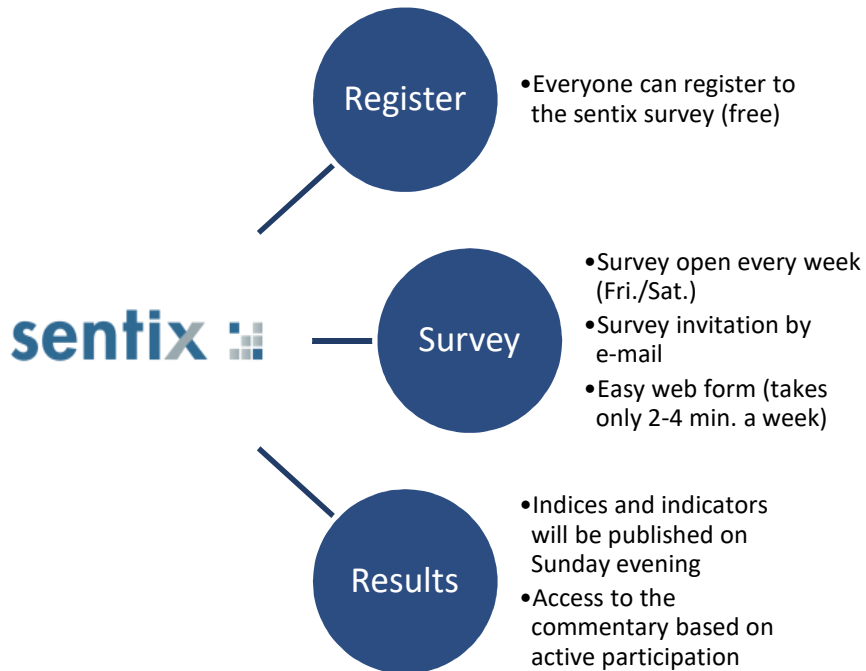 Register
•Everyone can register to
the sentix survey (free)
sentix
Survey
•Survey open every week
(Fri./Sat.)
•Survey invitation by
e-mail
•Easy web form (takes
only 2-4 min. a week)
Results
•Indices and indicators
will be published on
Sunday evening
•Access to the
commentary based on
active participation